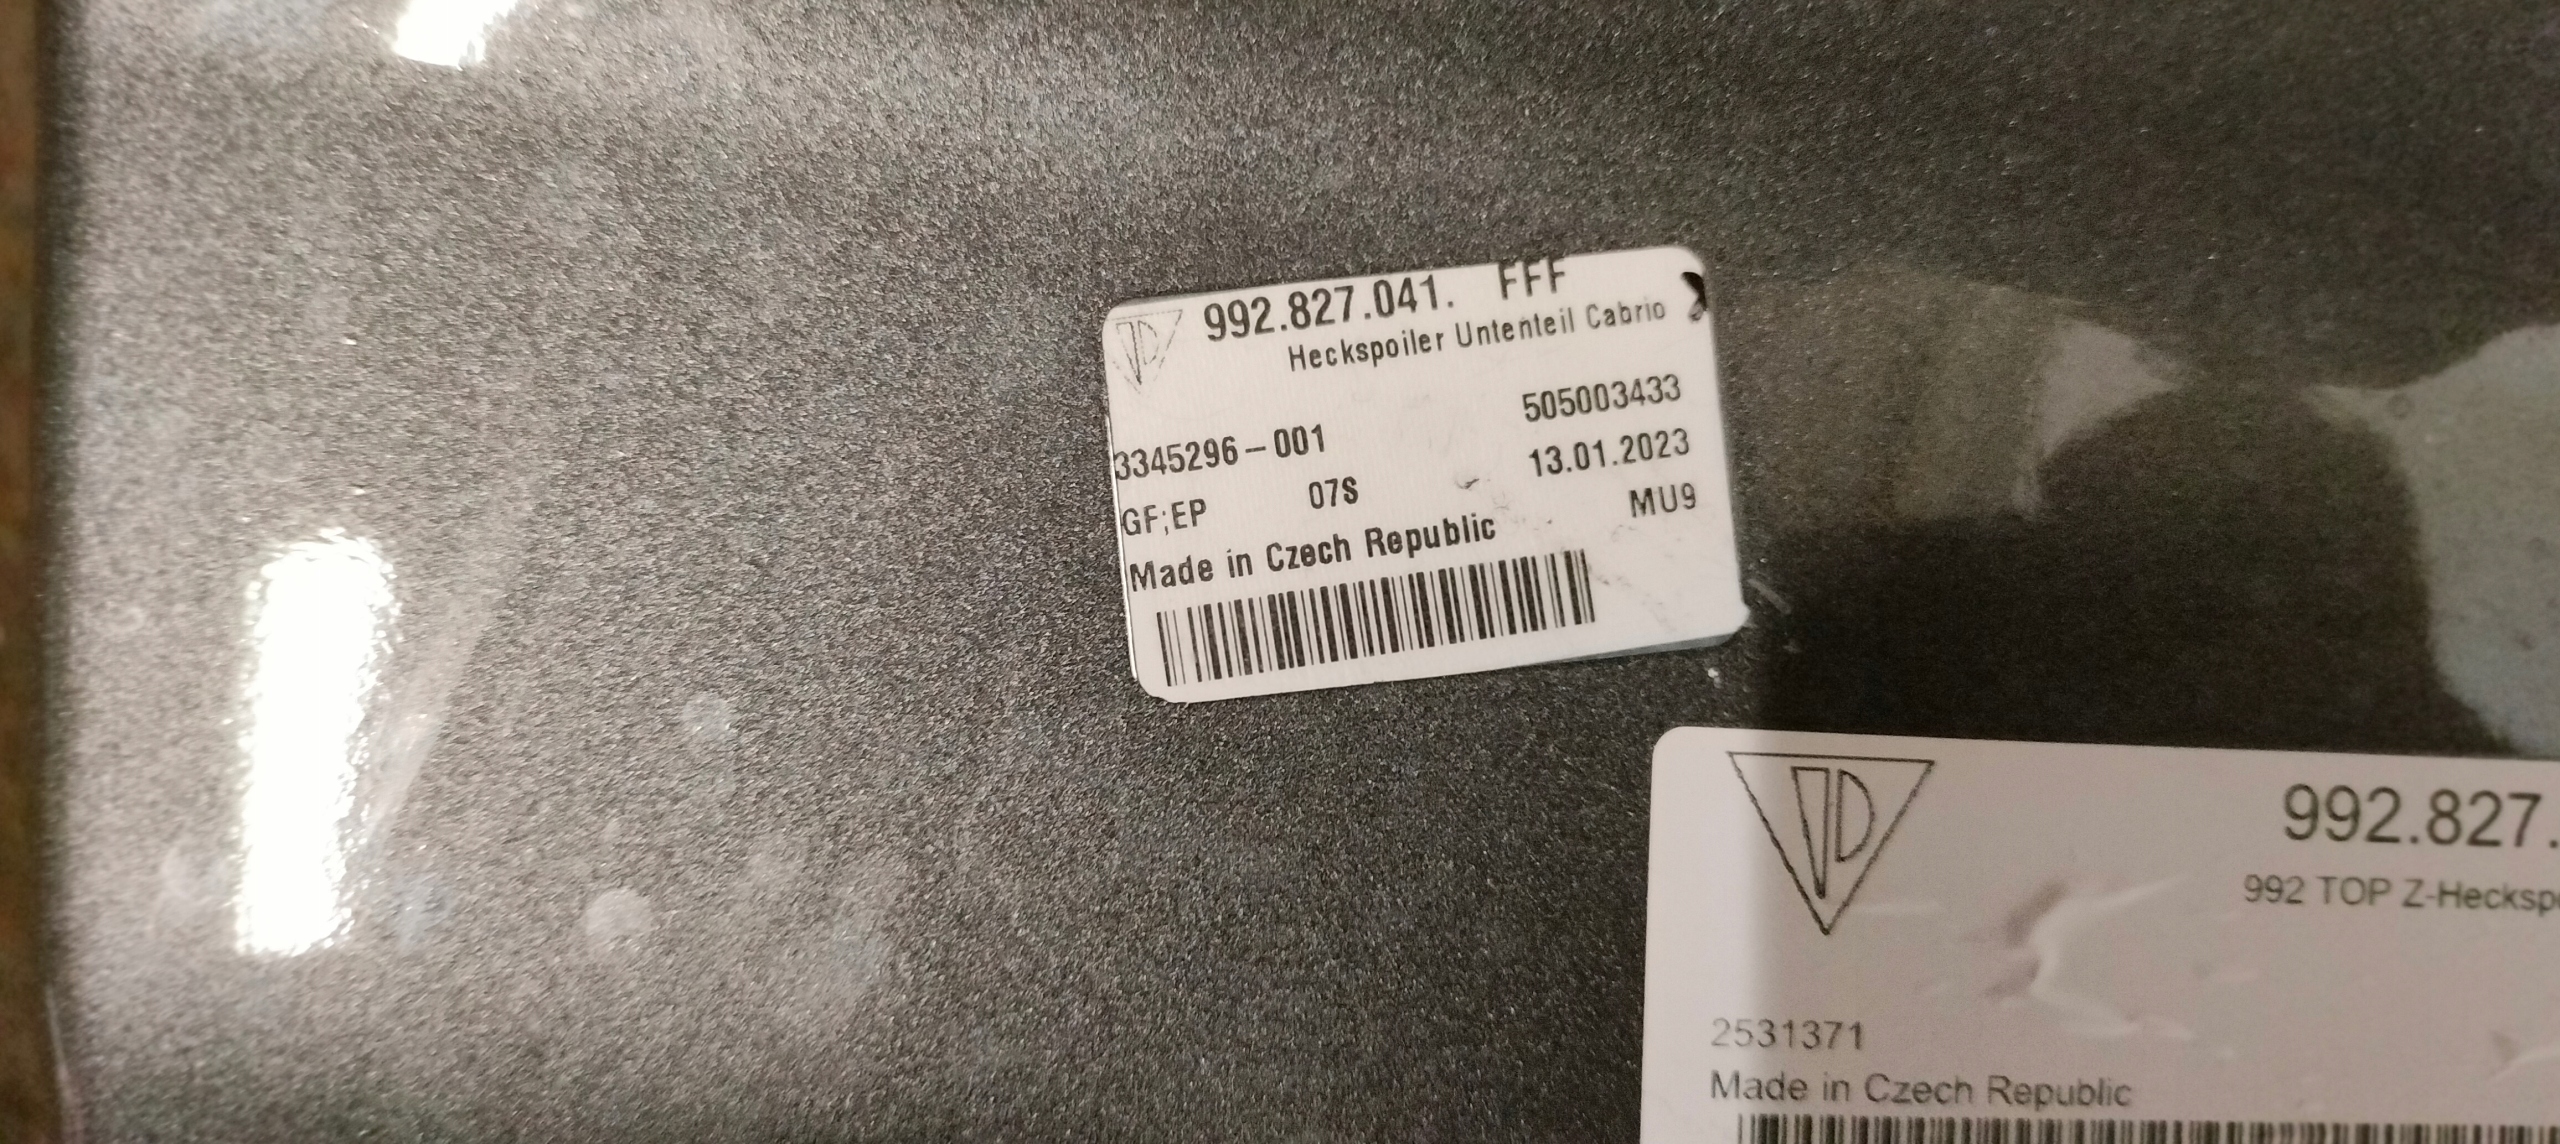 992.827.041. FFF
Heckspoiler Untenteil Cabrio
505003433
3345296-001
13.01.2023
GF;EP 07S MU9
Made in Czech Republic
992.827.
992 TOP Z-Heckspo
2531371
Made in Czech Republic